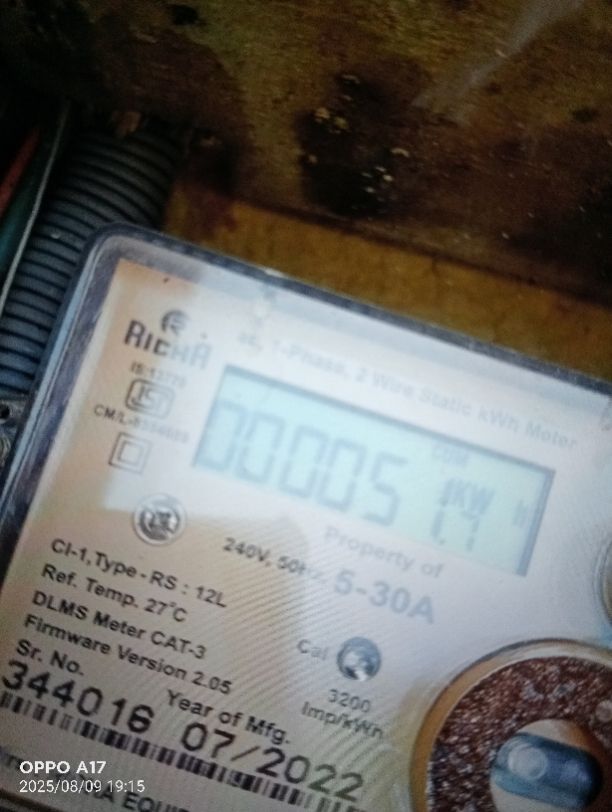 RICHA
ac, 1-Phase, 2 Wire Static kWh Meter
IS:13779
00005
KW h
Property of
240V, 50Hz, 5-30A
CI-1, Type - RS : 12L
Ref. Temp. 27°C
DLMS Meter CAT-3
Firmware Version 2.05
Sr. No.
Cal
3200
Imp/kWh
Year of Mfg.
344016 07/2022
OPPO A17
2025/08/09 19:15